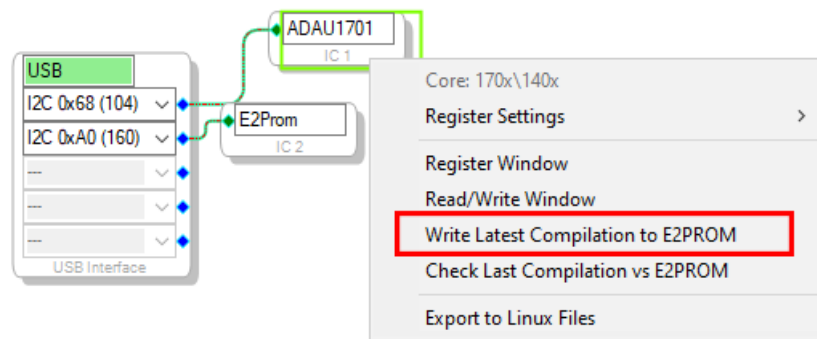 ADAU1701
IC 1
USB
I2C 0x68 (104)
I2C 0xA0 (160)
---
---
---
USB Interface
E2Prom
IC 2
Core: 170x\140x
Register Settings
Register Window
Read/Write Window
Write Latest Compilation to E2PROM
Check Last Compilation vs E2PROM
Export to Linux Files